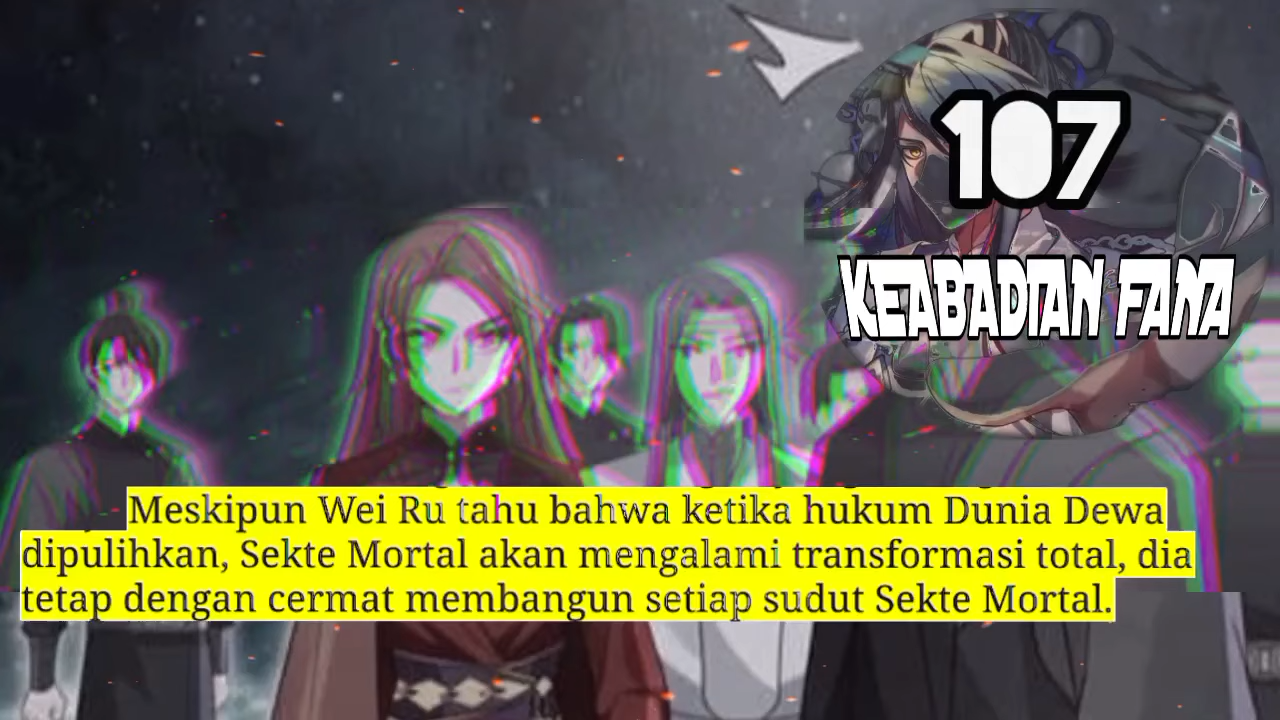 107
KEABADIAN FANA
Meskipun Wei Ru tahu bahwa ketika hukum Dunia Dewa
dipulihkan, Sekte Mortal akan mengalami transformasi total, dia
tetap dengan cermat membangun setiap sudut Sekte Mortal.